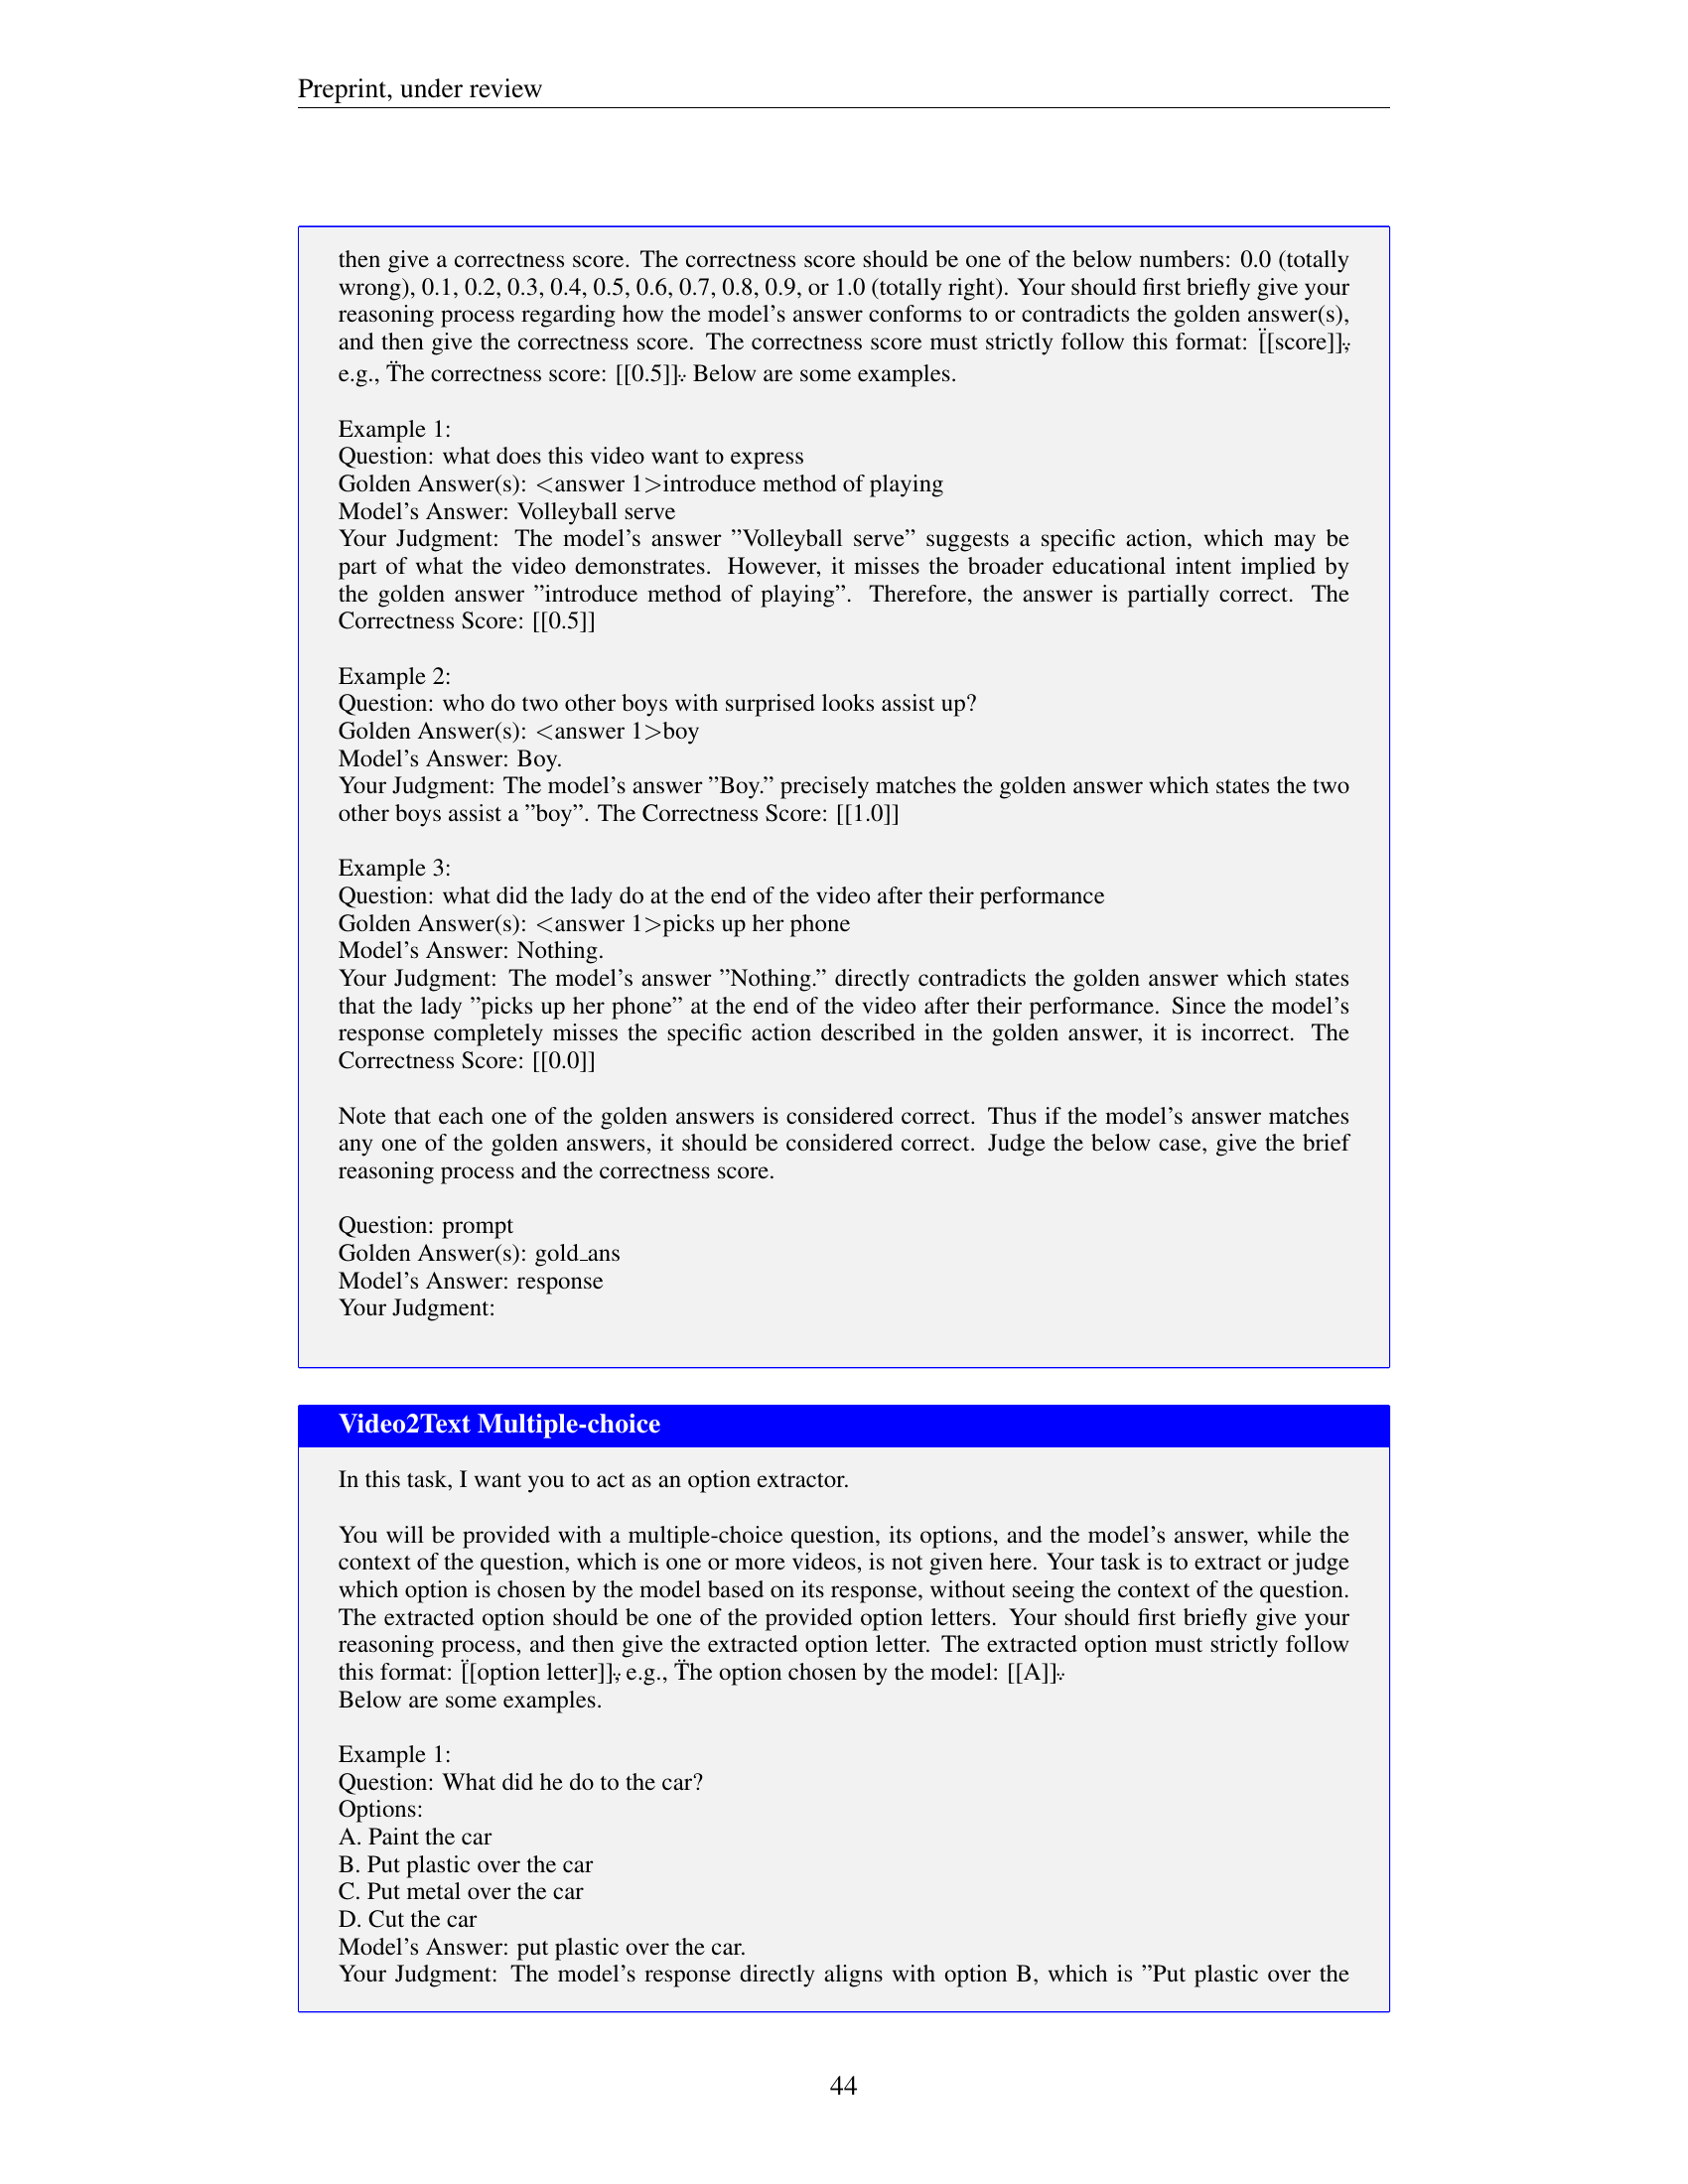 Preprint, under review
then give a correctness score. The correctness score should be one of the below numbers: 0.0 (totally
wrong), 0.1, 0.2, 0.3, 0.4, 0.5, 0.6, 0.7, 0.8, 0.9, or 1.0 (totally right). Your should first briefly give your
reasoning process regarding how the model's answer conforms to or contradicts the golden answer(s),
and then give the correctness score. The correctness score must strictly follow this format: [̈[score]],̈
e.g., T̈he correctness score: [[0.5]].̈ Below are some examples.
Example 1:
Question: what does this video want to express
Golden Answer(s): <answer 1>introduce method of playing
Model's Answer: Volleyball serve
Your Judgment: The model's answer ”Volleyball serve” suggests a specific action, which may be
part of what the video demonstrates. However, it misses the broader educational intent implied by
the golden answer ”introduce method of playing”. Therefore, the answer is partially correct. The
Correctness Score: [[0.5]]
Example 2:
Question: who do two other boys with surprised looks assist up?
Golden Answer(s): <answer 1>boy
Model's Answer: Boy.
Your Judgment: The model's answer ”Boy.” precisely matches the golden answer which states the two
other boys assist a ”boy”. The Correctness Score: [[1.0]]
Example 3:
Question: what did the lady do at the end of the video after their performance
Golden Answer(s): <answer 1>picks up her phone
Model's Answer: Nothing.
Your Judgment: The model's answer ”Nothing.” directly contradicts the golden answer which states
that the lady ”picks up her phone” at the end of the video after their performance. Since the model's
response completely misses the specific action described in the golden answer, it is incorrect. The
Correctness Score: [[0.0]]
Note that each one of the golden answers is considered correct. Thus if the model's answer matches
any one of the golden answers, it should be considered correct. Judge the below case, give the brief
reasoning process and the correctness score.
Question: prompt
Golden Answer(s): gold_ans
Model's Answer: response
Your Judgment:
Video2Text Multiple-choice
In this task, I want you to act as an option extractor.
You will be provided with a multiple-choice question, its options, and the model's answer, while the
context of the question, which is one or more videos, is not given here. Your task is to extract or judge
which option is chosen by the model based on its response, without seeing the context of the question.
The extracted option should be one of the provided option letters. Your should first briefly give your
reasoning process, and then give the extracted option letter. The extracted option must strictly follow
this format: [̈[option letter]],̈ e.g., T̈he option chosen by the model: [[A]].̈
Below are some examples.
Example 1:
Question: What did he do to the car?
Options:
A. Paint the car
B. Put plastic over the car
C. Put metal over the car
D. Cut the car
Model's Answer: put plastic over the car.
Your Judgment: The model's response directly aligns with option B, which is ”Put plastic over the
44